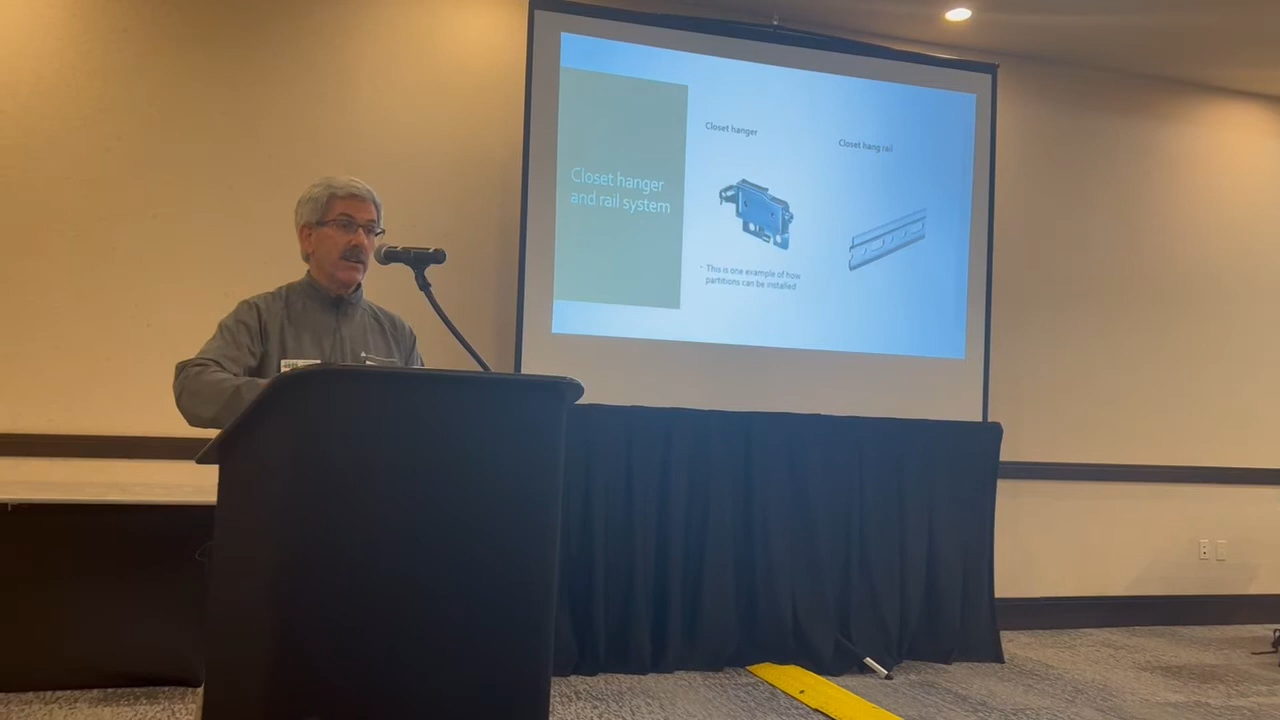 Closet hanger
and rail system
Closet hanger
- This is one example of how
partitions can be installed
Closet hang rail